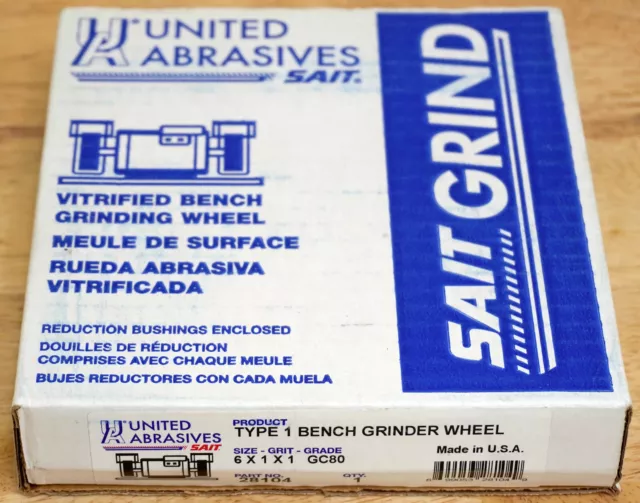 UNITED
ABRASIVES
SAIT®
SAIT GRIND
VITRIFIED BENCH
GRINDING WHEEL
MEULE DE SURFACE
RUEDA ABRASIVA
VITRIFICADA
REDUCTION BUSHINGS ENCLOSED
DOUILLES DE RÉDUCTION
COMPRISES AVEC CHAQUE MEULE
BUJES REDUCTORES CON CADA MUELA
UNITED
ABRASIVES
SAIT
PRODUCT
TYPE 1 BENCH GRINDER WHEEL
SIZE - GRIT - GRADE
6 X 1 X 1 GC80
Made in U.S.A.
PART NO. QTY.
28104 1